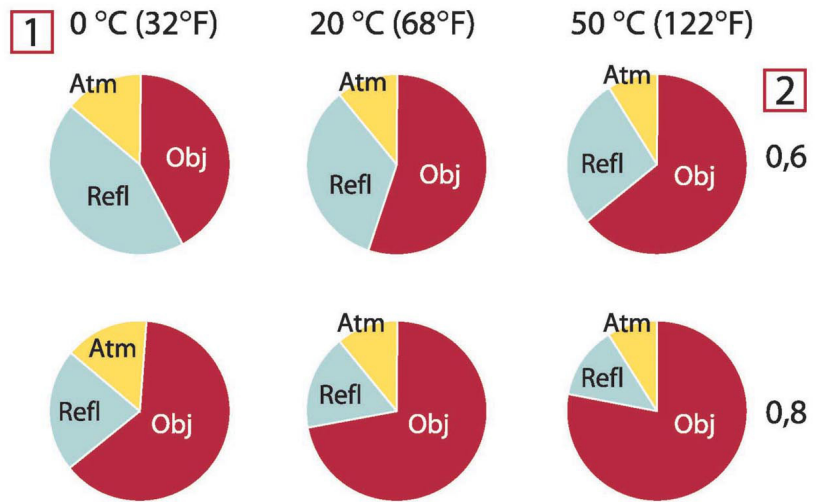 1 0 °C (32°F) 20 °C (68°F) 50 °C (122°F)
2
Atm Atm Atm
0,6
Obj Obj Obj
Refl Refl Refl
Atm Atm Atm
Refl Refl Refl
Obj Obj Obj
0,8